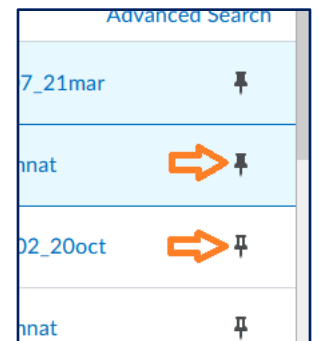 Advanced Search
7_21mar
nnat
02_20oct
nnat